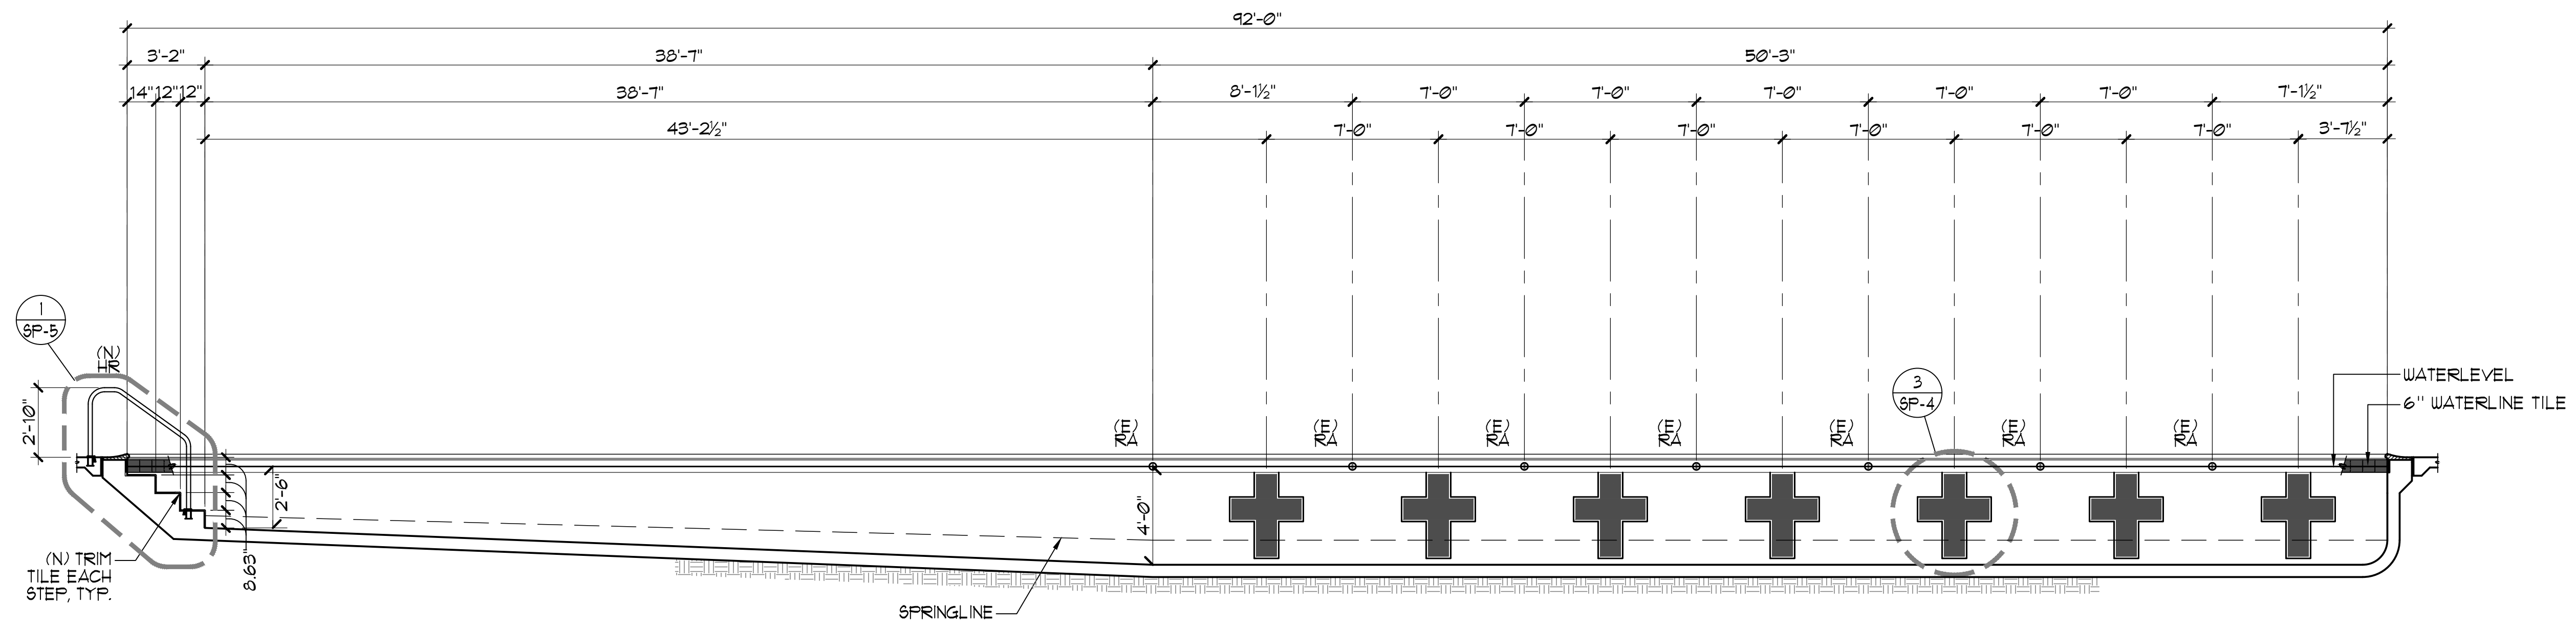 92'-0"
3'-2" 38'-7" 50'-3"
14" 12" 12" 38'-7" 8'-1½" 7'-0" 7'-0" 7'-0" 7'-0" 7'-0" 7'-1½"
43'-2½" 7'-0" 7'-0" 7'-0" 7'-0" 7'-0" 7'-0" 3'-7½"
1
SP-5
(N)
HR
2'-10"
3
SP-4
WATERLEVEL
6" WATERLINE TILE
(E) (E) (E) (E) (E) (E) (E)
RA RA RA RA RA RA RA
2'-6"
4'-0"
8.63"
(N) TRIM
TILE EACH
STEP, TYP.
SPRINGLINE